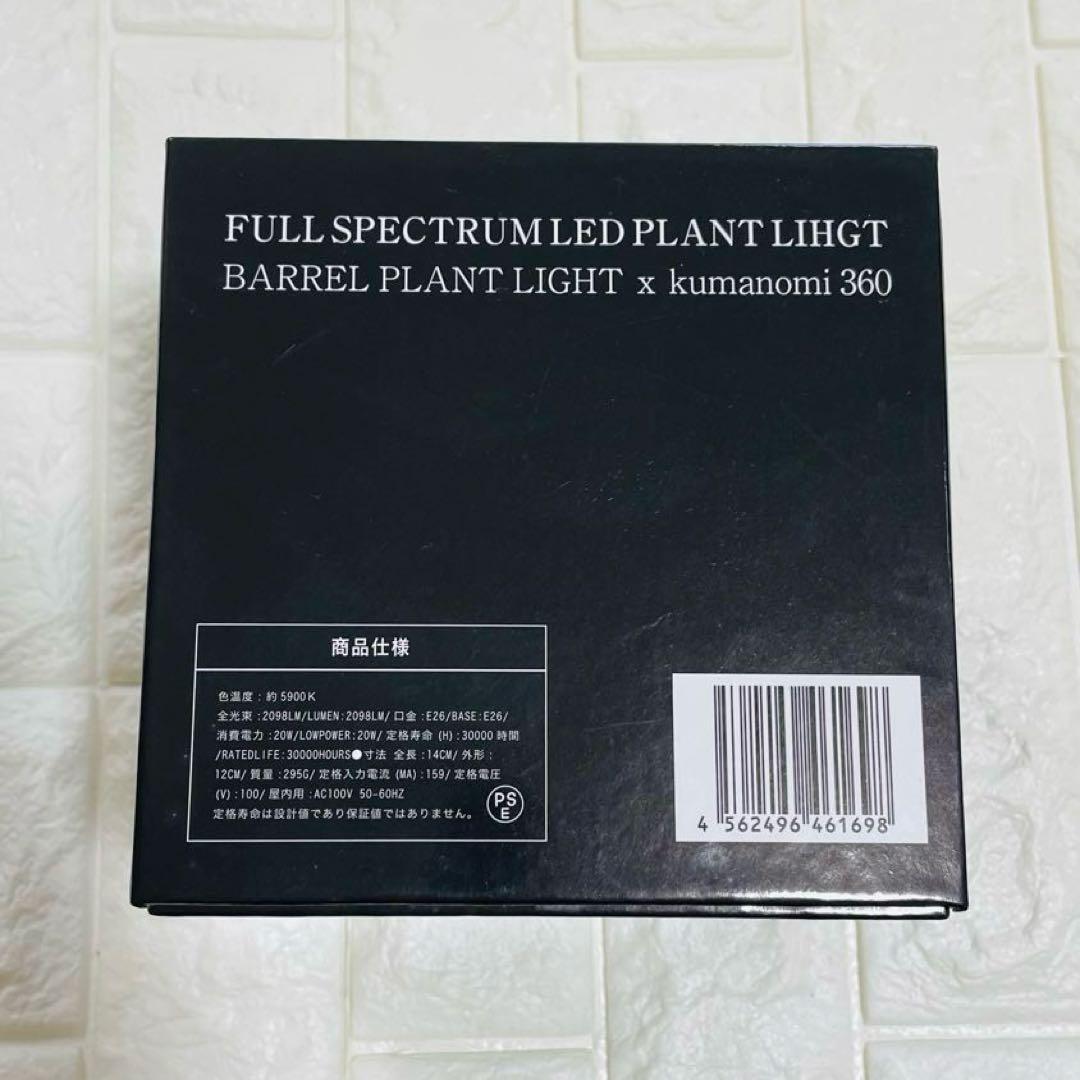 FULL SPECTRUM LED PLANT LIHGT
BARREL PLANT LIGHT x kumanomi 360
商品仕様
色温度 : 約 5900K
全光束 :2098LM/LUMEN:2098LM/ 口金 :E26/BASE:E26/
消費電力 :20W/LOWPOWER:20W/ 定格寿命 (H) :30000 時間
/RATEDLIFE:30000HOURS●寸法 全長 :14CM/ 外形 :
12CM/ 質量 :295G/ 定格入力電流 (MA) :159/ 定格電圧
(V) :100/ 屋内用 :AC100V 50-60HZ
定格寿命は設計値であり保証値ではありません。
PS
E
4 562496 461698